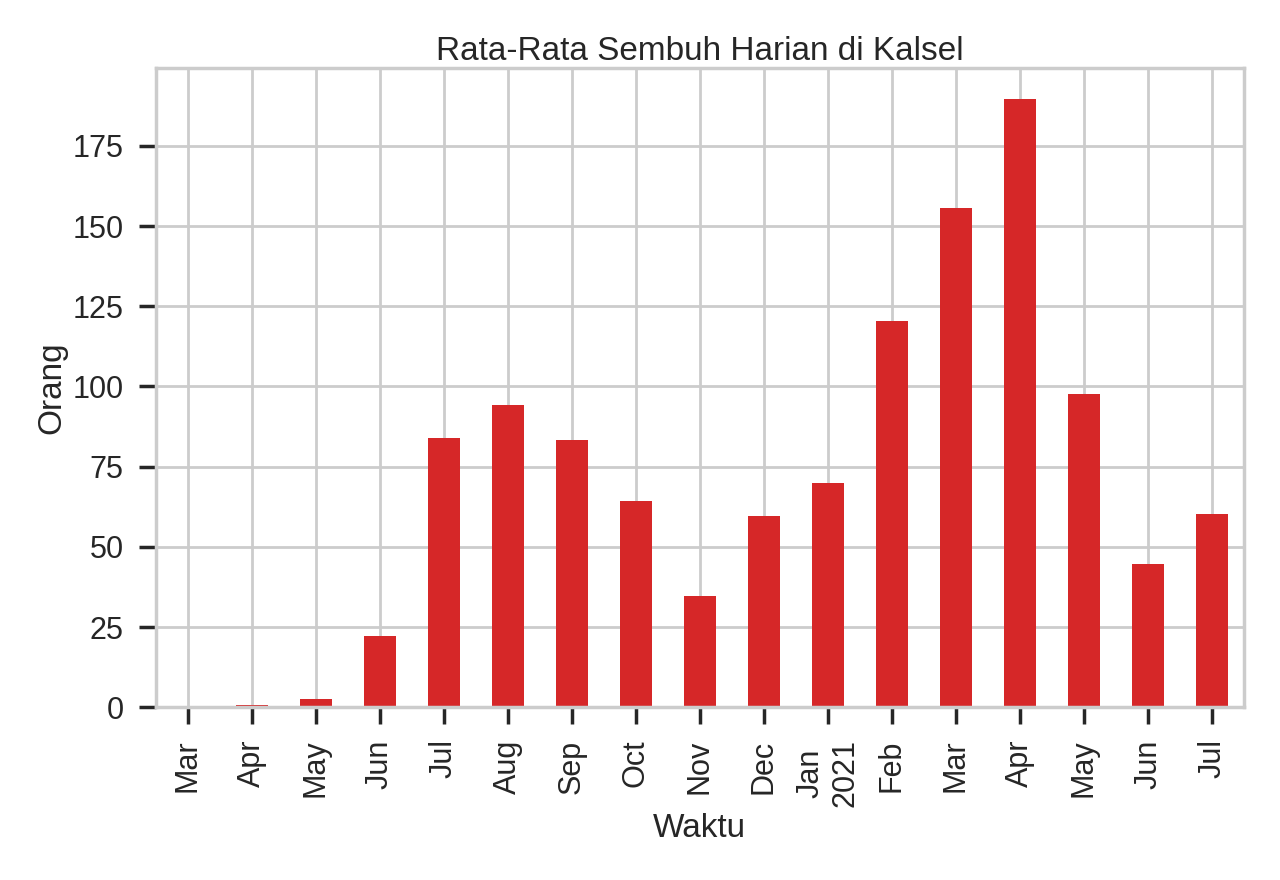 Rata-Rata Sembuh Harian di Kalsel
Orang
175
150
125
100
75
50
25
0
Mar
Apr
May
Jun
Jul
Aug
Sep
Oct
Nov
Dec
Jan
2021
Feb
Mar
Apr
May
Jun
Jul
Waktu